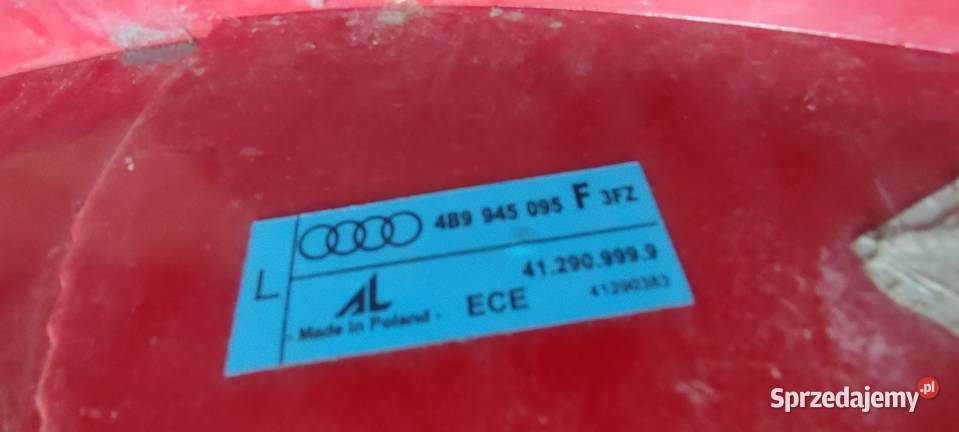 L
4B9 945 095 F 3FZ
41.290.999.9
AL
ECE
41290383
- Made in Poland -
Sprzedajemy.pl